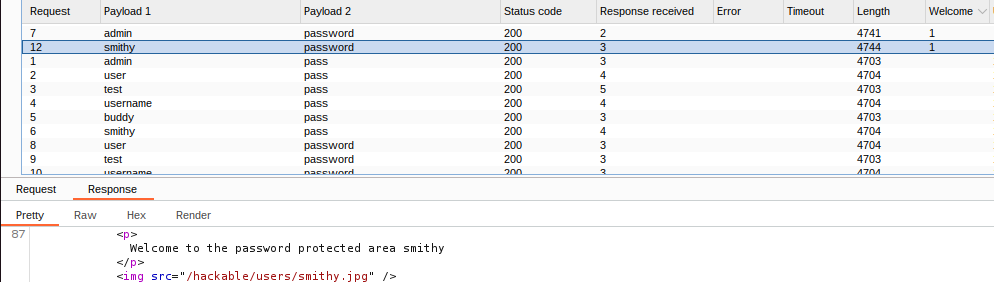 Request Payload 1 Payload 2 Status code Response received Error Timeout Length Welcome
7 admin password 200 2 4741 1
12 smithy password 200 3 4744 1
1 admin pass 200 3 4703
2 user pass 200 4 4704
3 test pass 200 5 4703
4 username pass 200 4 4704
5 buddy pass 200 3 4703
6 smithy pass 200 4 4704
8 user password 200 3 4704
9 test password 200 3 4703
10 username password 200 3 4704
Request Response
Pretty Raw Hex Render
87 <p>
Welcome to the password protected area smithy
</p>
<img src="/hackable/users/smithy.jpg" />